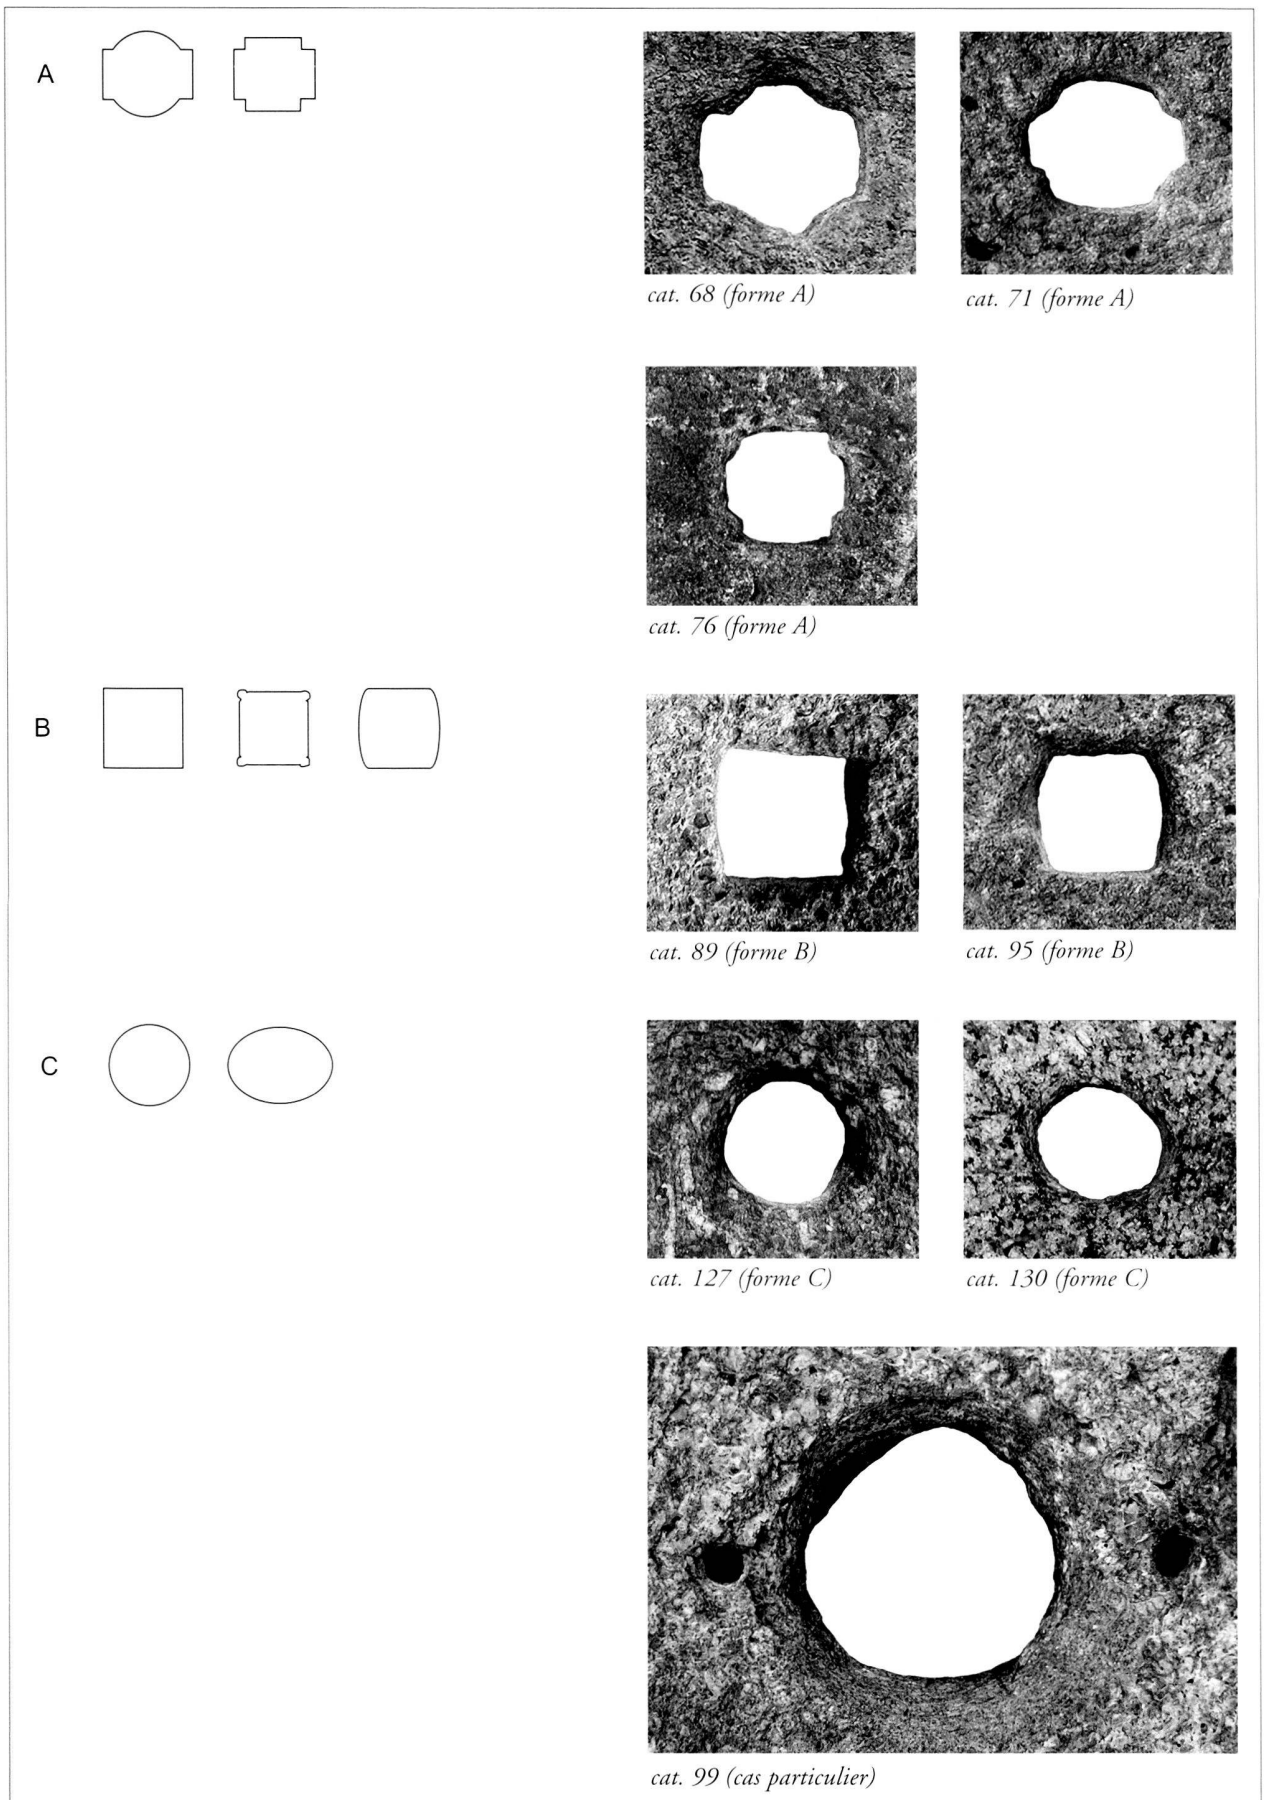 A
cat. 68 (forme A)
cat. 71 (forme A)
cat. 76 (forme A)
B
cat. 89 (forme B)
cat. 95 (forme B)
C
cat. 127 (forme C)
cat. 130 (forme C)
cat. 99 (cas particulier)